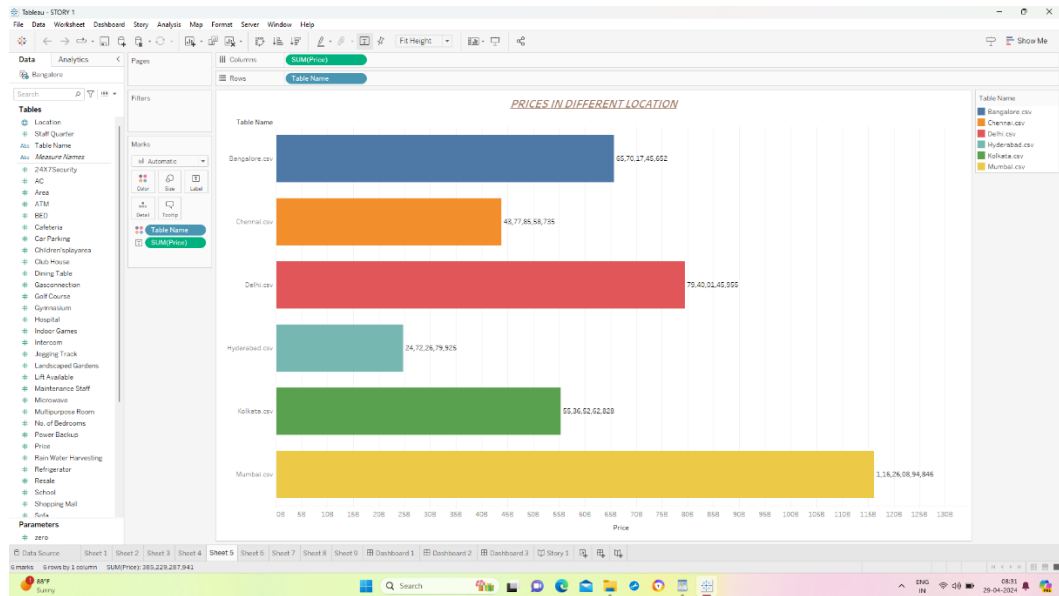 Tableau - STORY 1
File Data Worksheet Dashboard Story Analysis Map Format Server Window Help
Fit Height
Show Me
Data Analytics
Pages
Columns SUM(Price)
Bangalore
Rows Table Name
Search
Filters
Tables
Location
Staff Quarter
Abc Table Name
Abc Measure Names
24X7Security
AC
Area
ATM
BED
Cafeteria
Car Parking
Children'splayarea
Club House
Dining Table
Gasconnection
Golf Course
Gymnasium
Hospital
Indoor Games
Intercom
Jogging Track
Landscaped Gardens
Lift Available
Maintenance Staff
Microwave
Multipurpose Room
No. of Bedrooms
Power Backup
Price
Rain Water Harvesting
Refrigerator
Resale
School
Shopping Mall
Sofa
Parameters
zero
Marks
Automatic
Color Size Label
Detail Tooltip
Table Name
SUM(Price)
PRICES IN DIFFERENT LOCATION
Table Name
Bangalore.csv 65,70,17,45,652
Chennai.csv 43,77,85,58,735
Delhi.csv 79,40,01,45,955
Hyderabad.csv 24,72,26,79,925
Kolkata.csv 55,36,52,62,828
Mumbai.csv 1,16,26,08,94,846
0B 5B 10B 15B 20B 25B 30B 35B 40B 45B 50B 55B 60B 65B 70B 75B 80B 85B 90B 95B 100B 105B 110B 115B 120B 125B 130B
Price
Table Name
Bangalore.csv
Chennai.csv
Delhi.csv
Hyderabad.csv
Kolkata.csv
Mumbai.csv
Data Source Sheet 1 Sheet 2 Sheet 3 Sheet 4 Sheet 5 Sheet 6 Sheet 7 Sheet 8 Sheet 9 Dashboard 1 Dashboard 2 Dashboard 3 Story 1
6 marks 6 rows by 1 column SUM(Price): 385,229,287,941
88°F
Sunny
Search
ENG
IN
08:31
29-04-2024